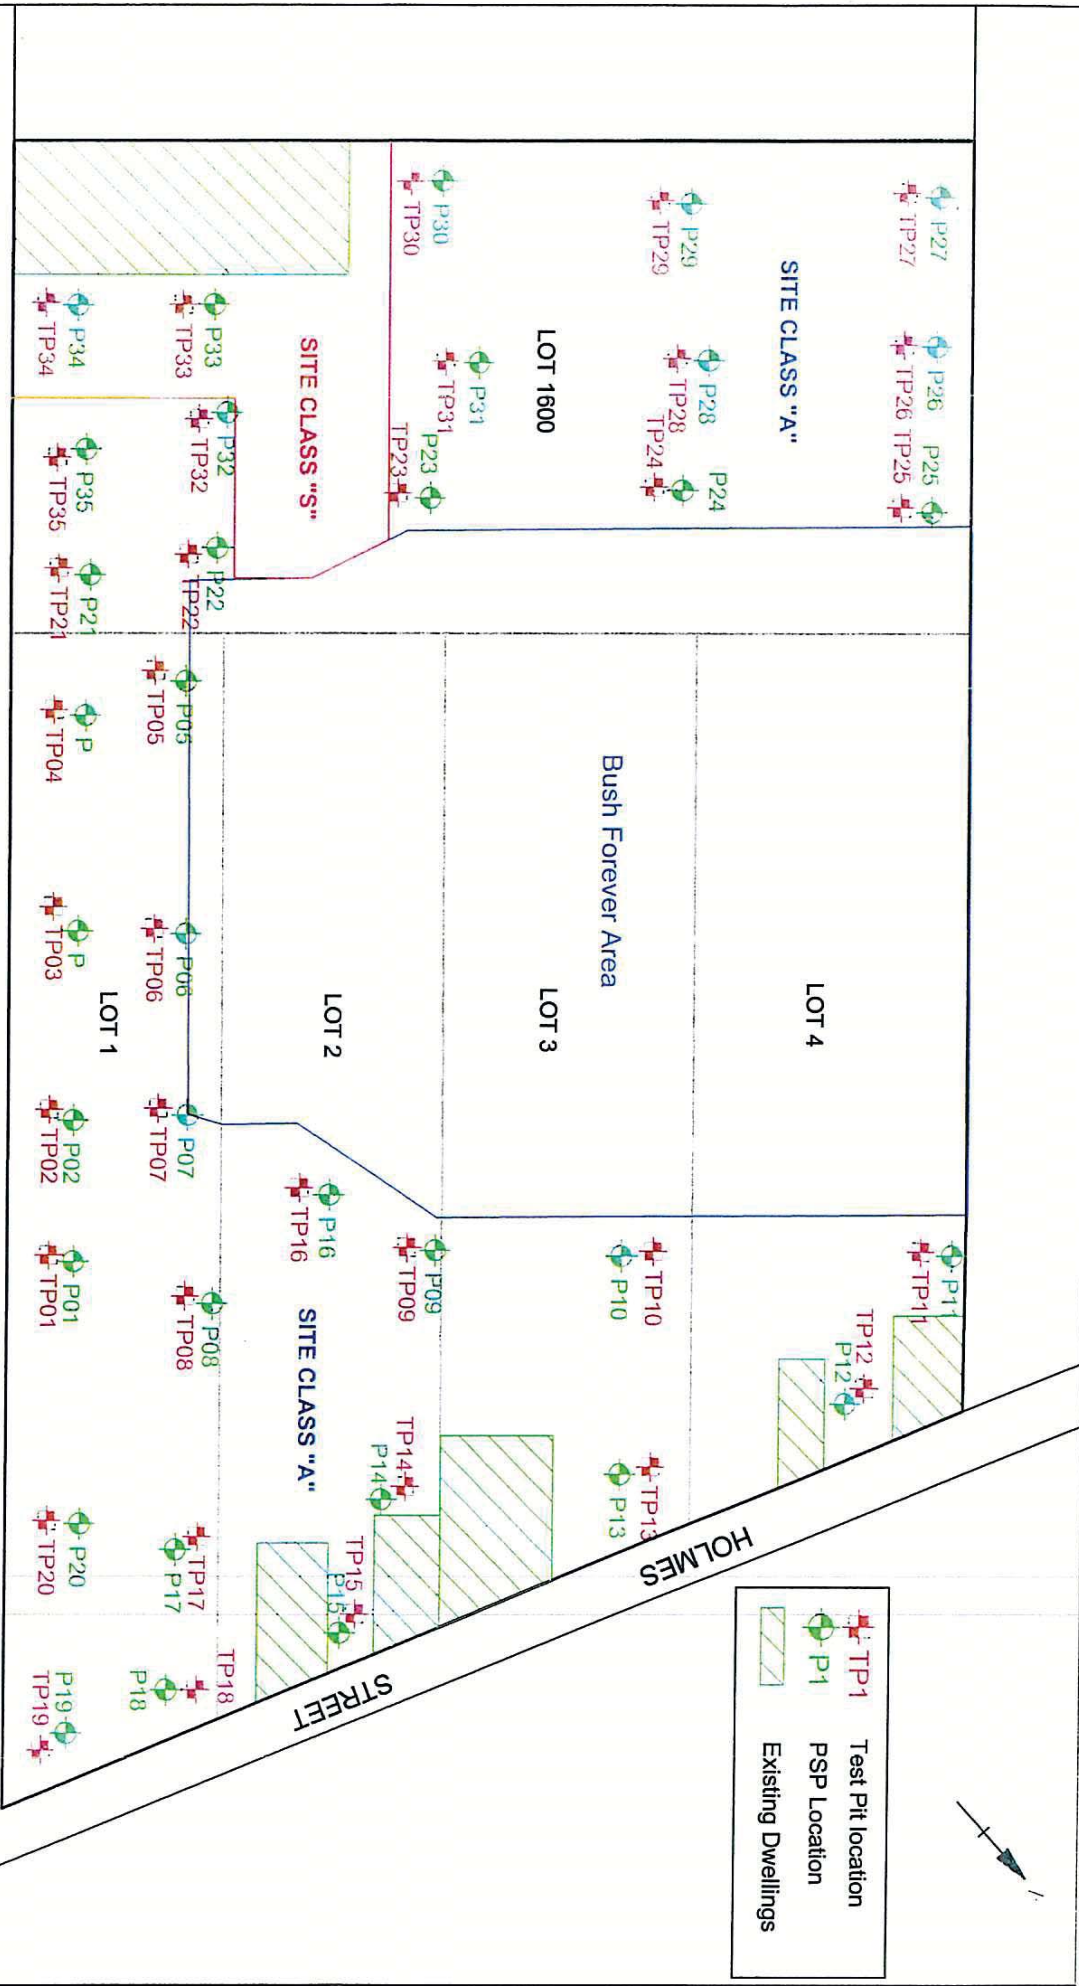 P27
TP27
P26
TP26
P25
TP25
P11
TP11
TP12
P12
TP1 Test Pit location
P1 PSP Location
Existing Dwellings
SITE CLASS "A"
LOT 4
P29
TP29
P28
TP28
P24
TP24
TP10
P10
TP13
P13
HOLMES
STREET
Bush Forever Area
LOT 1600
LOT 3
P30
TP30
P31
TP31
P23
TP23
P09
TP09
TP14
P14
SITE CLASS "S"
LOT 2
P16
TP16
SITE CLASS "A"
TP15
P15
P33
TP33
P32
TP32
P22
TP22
P05
TP05
P06
TP06
P07
TP07
P08
TP08
TP17
P17
TP18
P18
LOT 1
P34
TP34
P35
TP35
P21
TP21
P
TP04
P
TP03
P02
TP02
P01
TP01
P20
TP20
P19
TP19